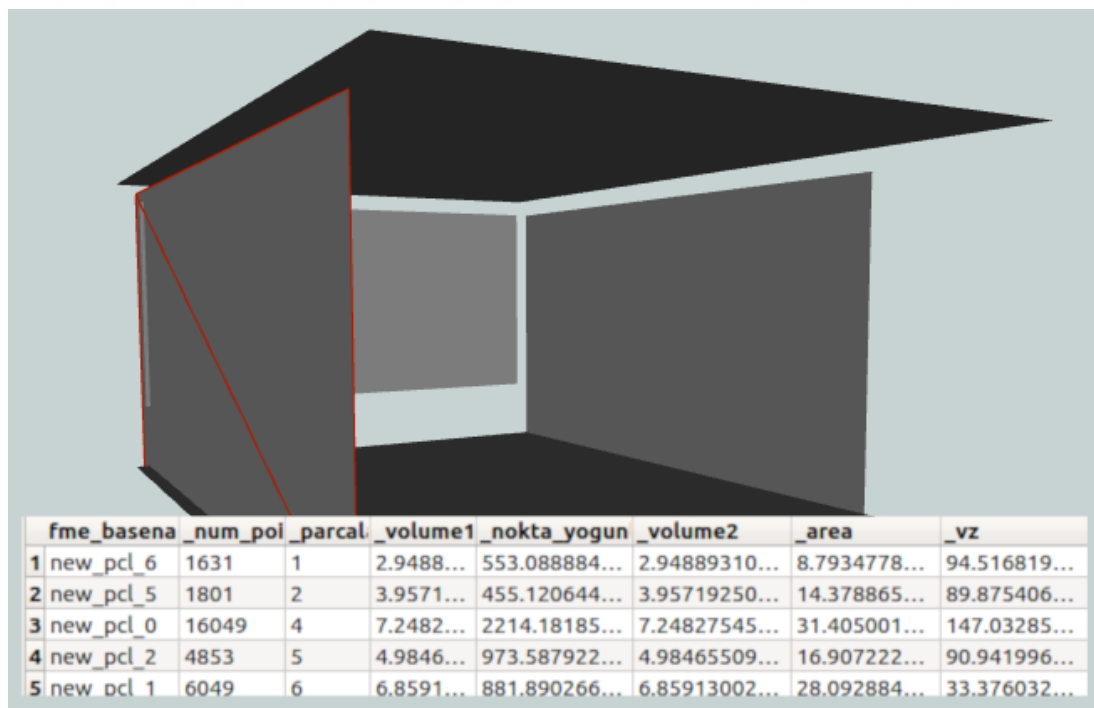 fme_basena _num_poi _parcal _volume1 _nokta_yogun _volume2 _area _vz
1 new_pcl_6 1631 1 2.9488... 553.088884... 2.94889310... 8.7934778... 94.516819...
2 new_pcl_5 1801 2 3.9571... 455.120644... 3.95719250... 14.378865... 89.875406...
3 new_pcl_0 16049 4 7.2482... 2214.18185... 7.24827545... 31.405001... 147.03285...
4 new_pcl_2 4853 5 4.9846... 973.587922... 4.98465509... 16.907222... 90.941996...
5 new_pcl_1 6049 6 6.8591... 881.890266... 6.85913002... 28.092884... 33.376032...